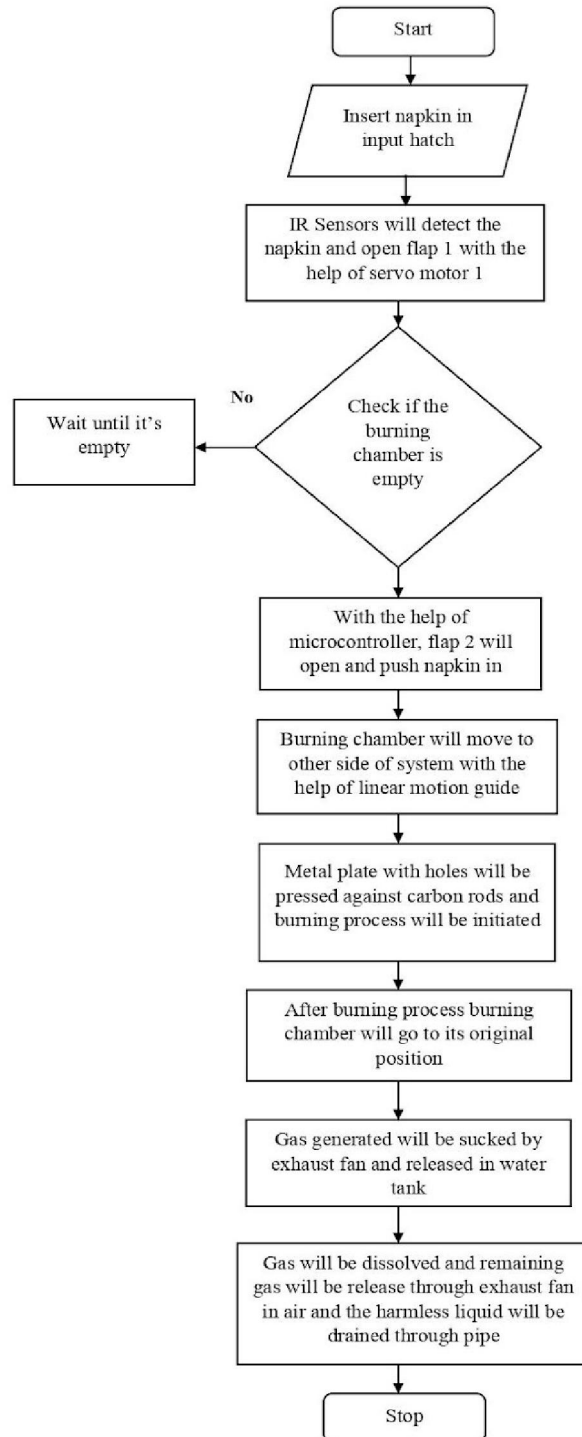 Start
Insert napkin in
input hatch
IR Sensors will detect the
napkin and open flap 1 with the
help of servo motor 1
No
Check if the
burning
chamber is
empty
Wait until it's
empty
With the help of
microcontroller, flap 2 will
open and push napkin in
Burning chamber will move to
other side of system with the
help of linear motion guide
Metal plate with holes will be
pressed against carbon rods and
burning process will be initiated
After burning process burning
chamber will go to its original
position
Gas generated will be sucked by
exhaust fan and released in water
tank
Gas will be dissolved and remaining
gas will be release through exhaust fan
in air and the harmless liquid will be
drained through pipe
Stop